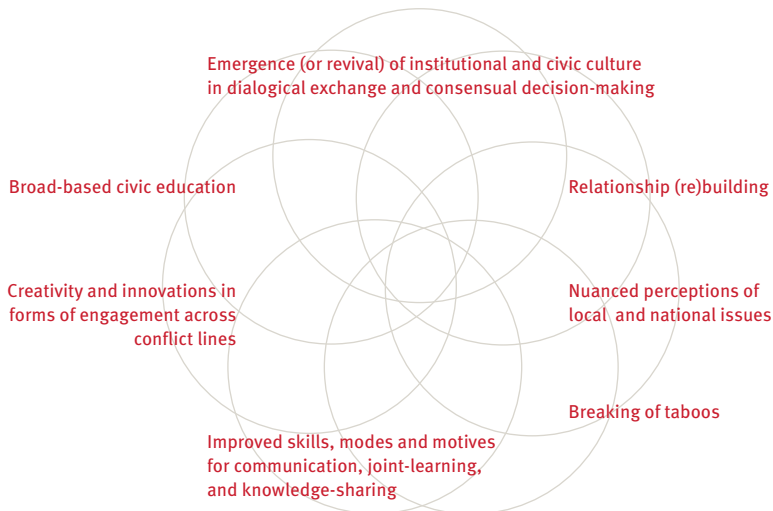 Emergence (or revival) of institutional and civic culture
in dialogical exchange and consensual decision-making
Broad-based civic education
Relationship (re)building
Creativity and innovations in
forms of engagement across
conflict lines
Nuanced perceptions of
local and national issues
Breaking of taboos
Improved skills, modes and motives
for communication, joint-learning,
and knowledge-sharing